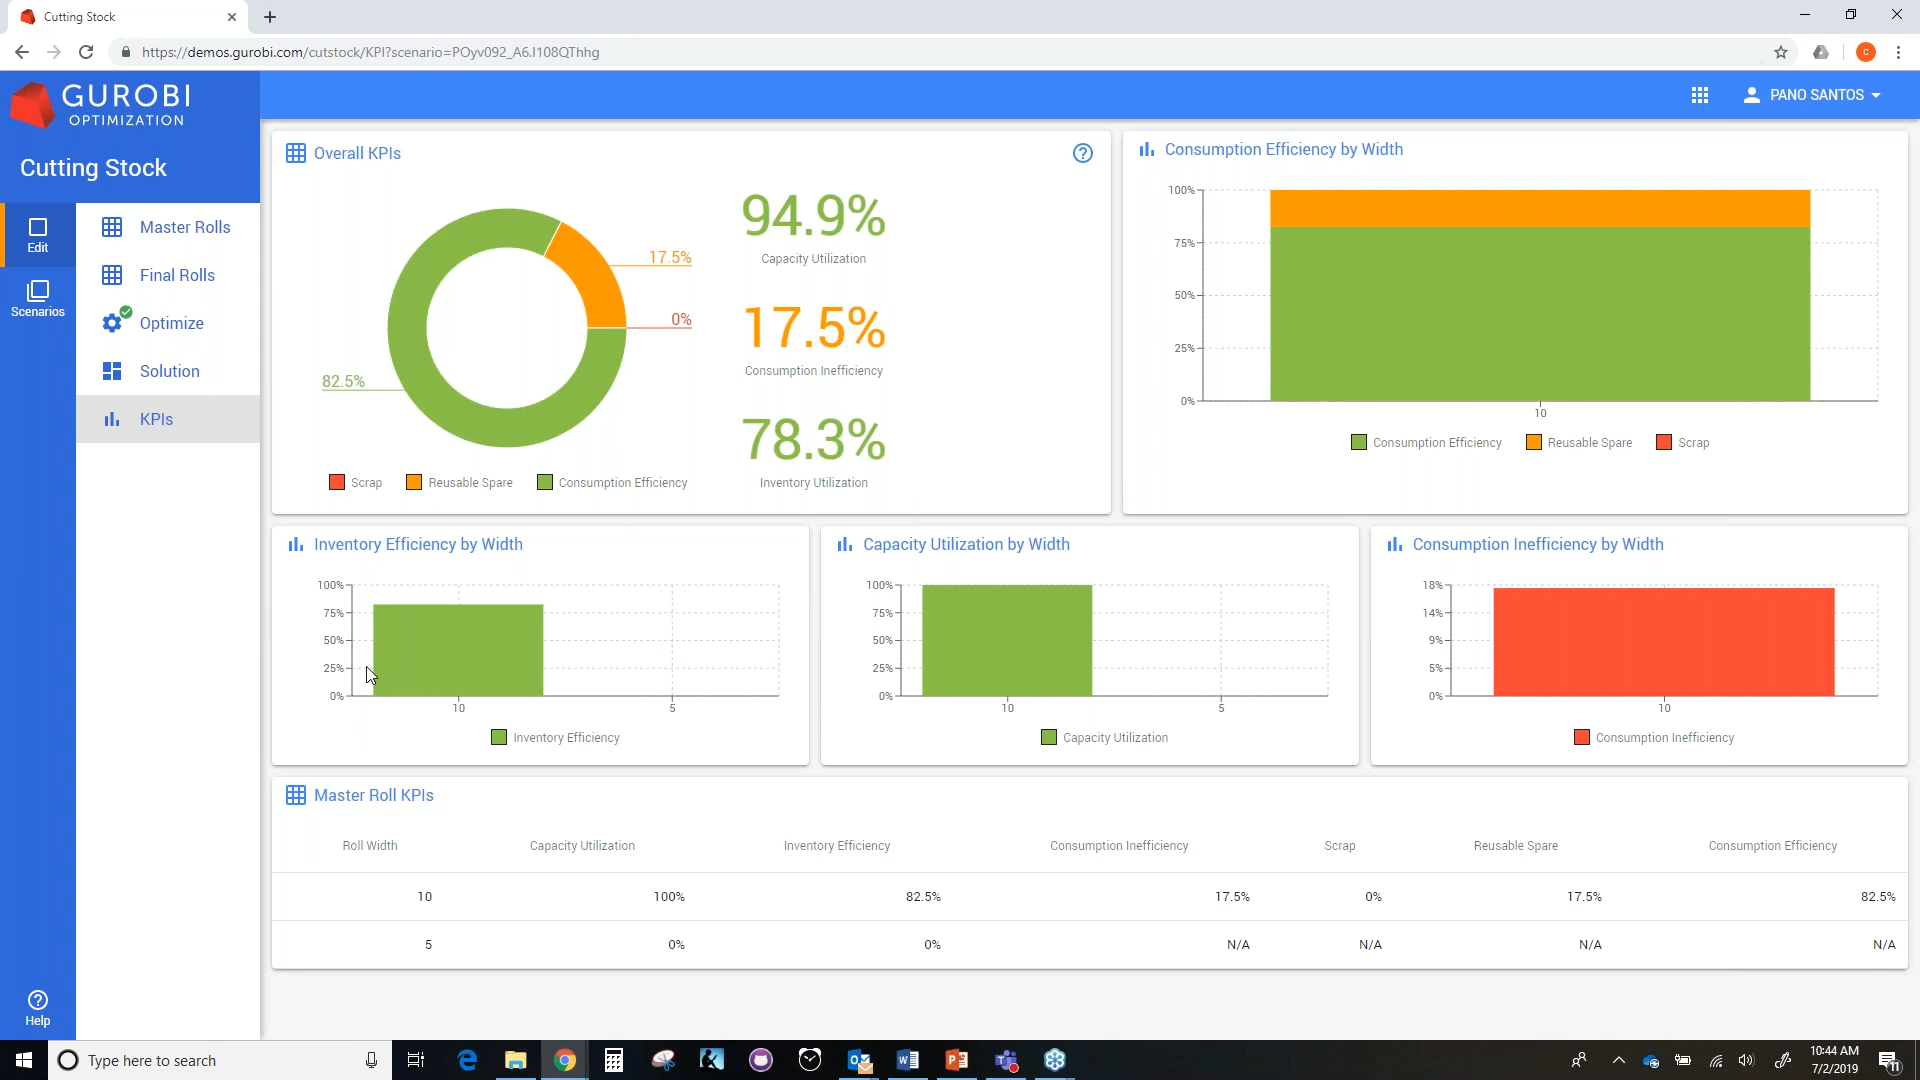 Cutting Stock
https://demos.gurobi.com/cutstock/KPI?scenario=POyv092_A6.I108QThhg
C
GUROBI
OPTIMIZATION
PANO SANTOS
Cutting Stock
Edit
Scenarios
Master Rolls
Final Rolls
Optimize
Solution
KPIs
Help
Overall KPIs
17.5%
0%
82.5%
Scrap
Reusable Spare
Consumption Efficiency
94.9%
Capacity Utilization
17.5%
Consumption Inefficiency
78.3%
Inventory Utilization
Consumption Efficiency by Width
100%
75%
50%
25%
0%
10
Consumption Efficiency
Reusable Spare
Scrap
Inventory Efficiency by Width
100%
75%
50%
25%
0%
10 5
Inventory Efficiency
Capacity Utilization by Width
100%
75%
50%
25%
0%
10 5
Capacity Utilization
Consumption Inefficiency by Width
18%
14%
9%
5%
0%
10
Consumption Inefficiency
Master Roll KPIs
Roll Width Capacity Utilization Inventory Efficiency Consumption Inefficiency Scrap Reusable Spare Consumption Efficiency
10 100% 82.5% 17.5% 0% 17.5% 82.5%
5 0% 0% N/A N/A N/A N/A
Type here to search
10:44 AM
7/2/2019
11